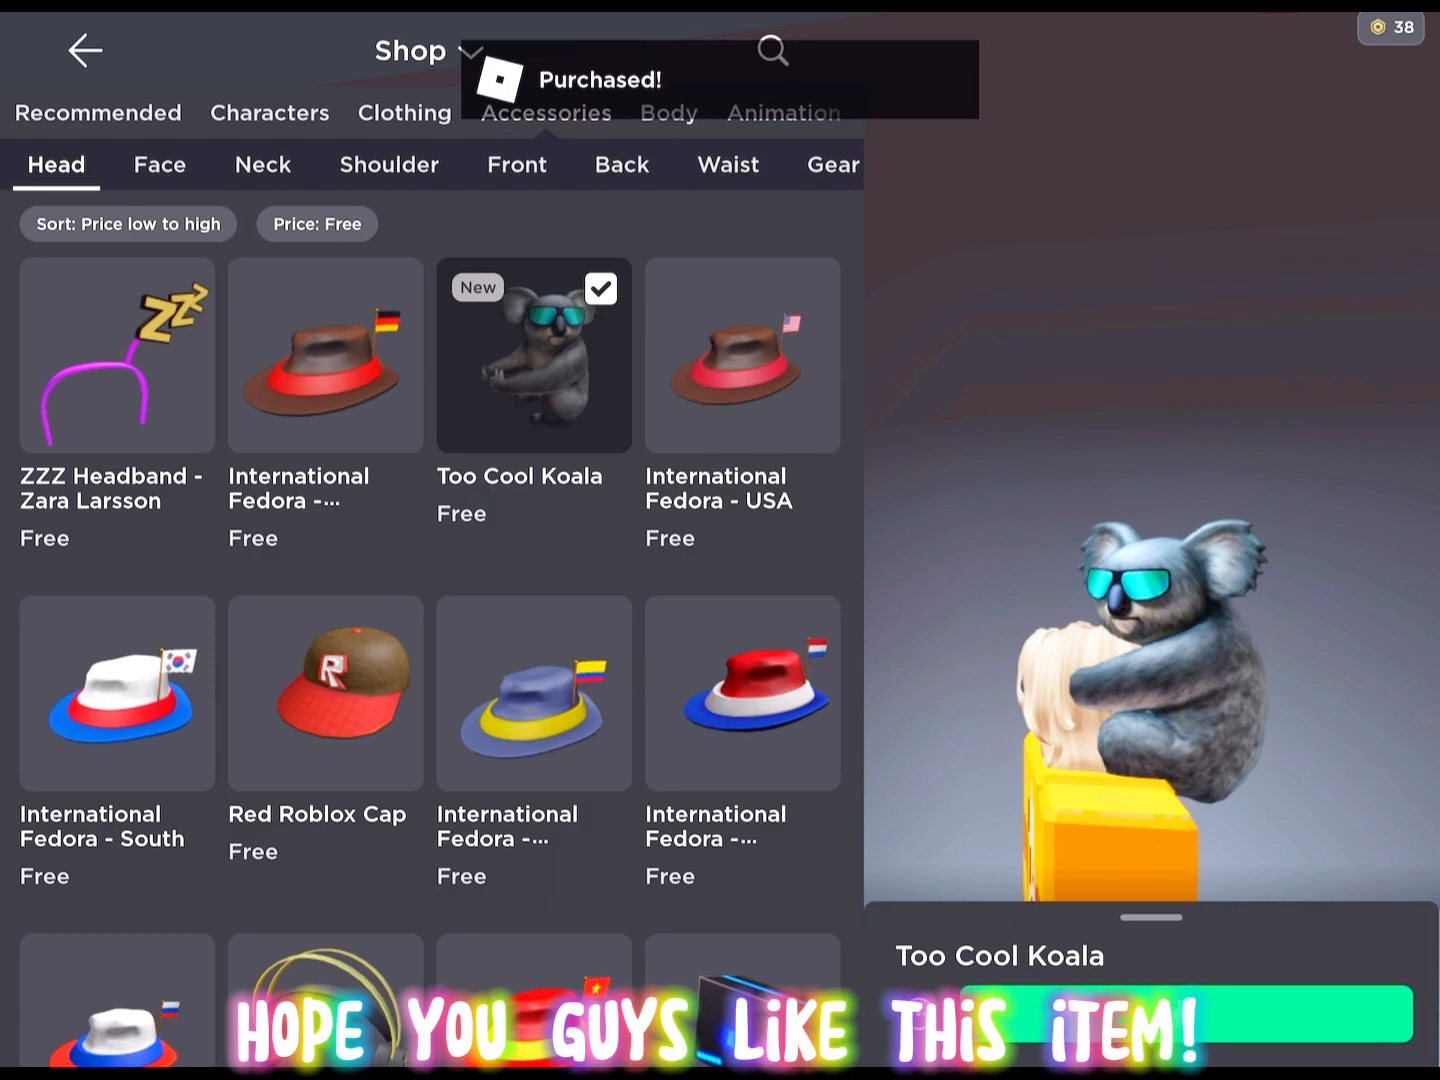 Shop
38
Purchased!
Recommended Characters Clothing Accessories Body Animation
Head Face Neck Shoulder Front Back Waist Gear
Sort: Price low to high Price: Free
New
ZZZ
ZZZ Headband -
Zara Larsson
Free
International
Fedora -...
Free
Too Cool Koala
Free
International
Fedora - USA
Free
R
International
Fedora - South
Free
Red Roblox Cap
Free
International
Fedora -...
Free
International
Fedora -...
Free
Too Cool Koala
HOPE YOU GUYS LiKE THiS iTEM!